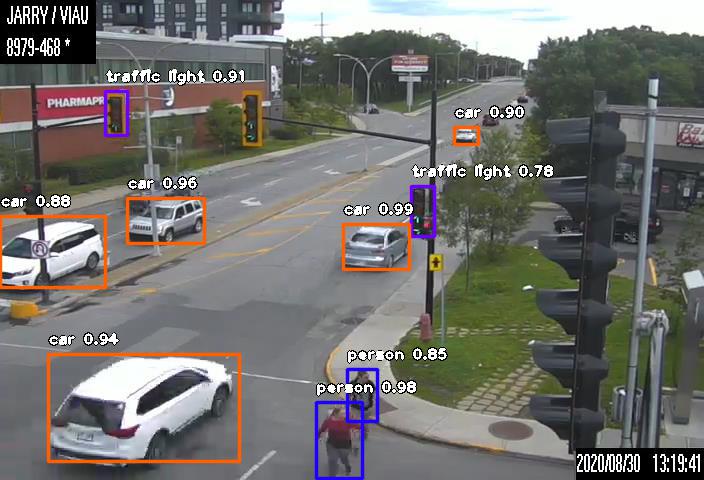 JARRY / VIAU
8979-468 *
traffic light 0.91
PHARMAPR
car 0.90
traffic light 0.78
car 0.96
car 0.88
car 0.99
car 0.94
person 0.85
person 0.98
2020/08/30 13:19:41